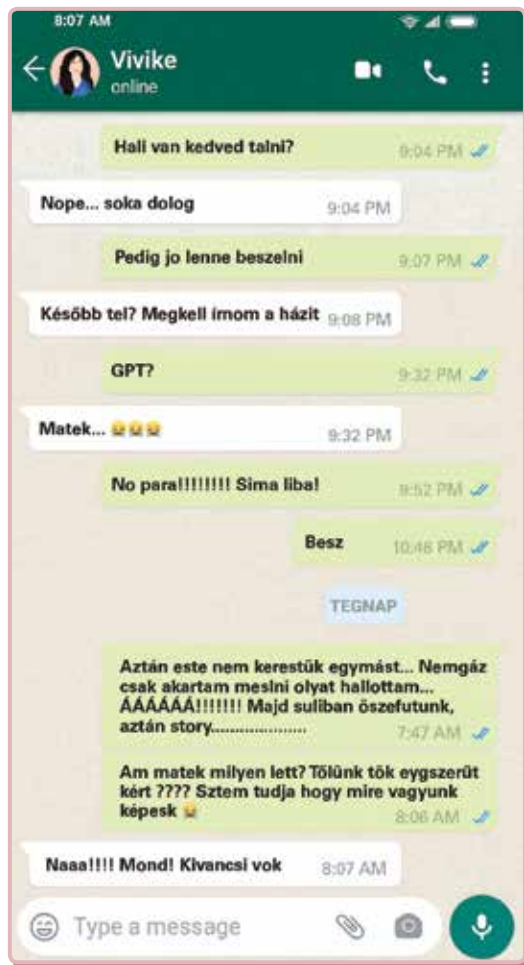 8:07 AM
Vivike
online
Hali van kedved talni?
9:04 PM
Nope... soka dolog
9:04 PM
Pedig jo lenne beszelni
9:07 PM
Később tel? Megkell írnom a házit
9:08 PM
GPT?
9:32 PM
Matek... 😂😂😂
9:32 PM
No para!!!!!!!! Sima liba!
9:52 PM
Besz
10:46 PM
TEGNAP
Aztán este nem kerestük egymást... Nemgáz
csak akartam meslni olyat hallottam...
ÁÁÁÁÁÁ!!!!!!! Majd suliban öszefutunk,
aztán story.....................
7:47 AM
Am matek milyen lett? Tőlünk tök eygszerűt
kért ???? Sztem tudja hogy mire vagyunk
képesk 😂
8:06 AM
Naaa!!!! Mond! Kivancsi vok
8:07 AM
Type a message